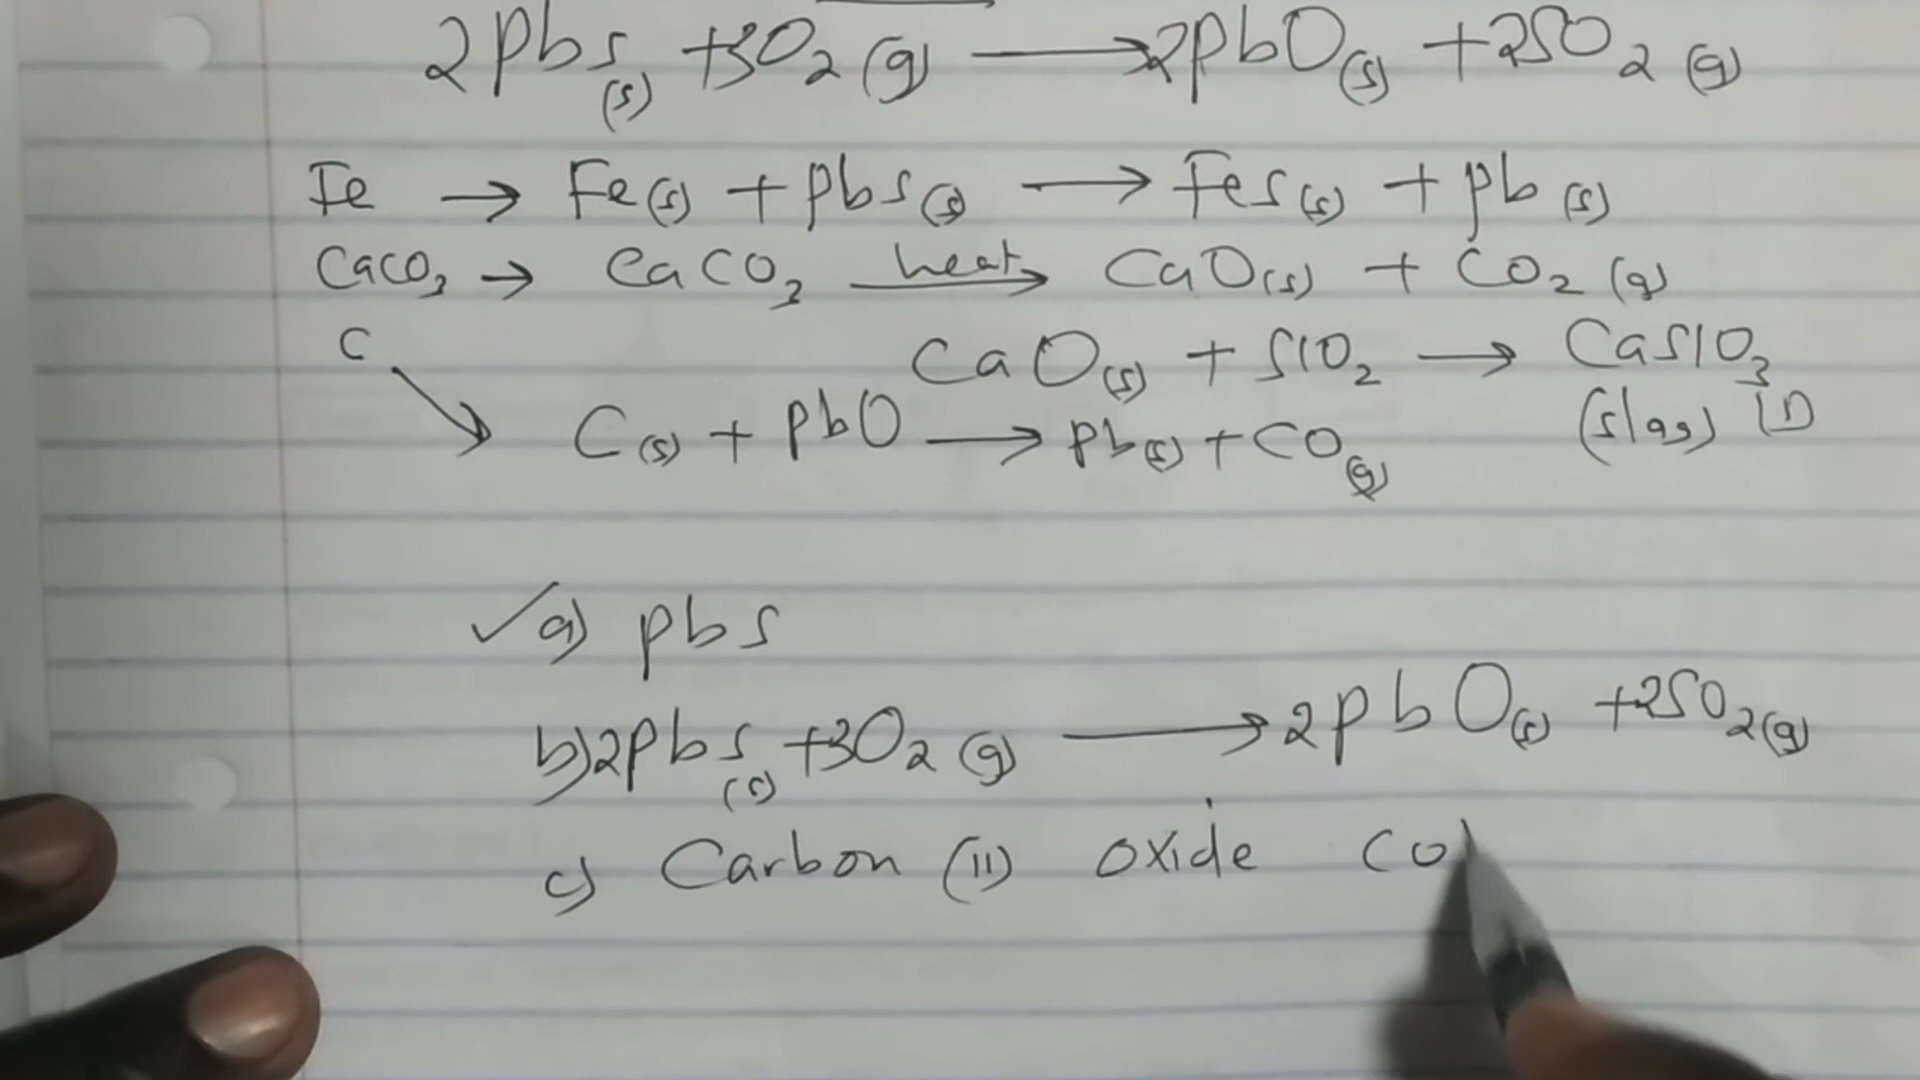 2Pbs(s) +3O₂ (g) → 2PbO(s) +2SO₂ (g)
Fe → Fe(s) + Pbs(s) → Fes(s) + Pb (s)
CaCO₃ → CaCO₃ heat→ CaO(s) + CO₂ (g)
C CaO(s) + SiO₂ → CaSiO₃
(slag) D
↘ C(s) + PbO → Pb(s) + CO(g)
✓a) Pbs
b) 2Pbs(s) +3O₂ (g) → 2PbO(s) +2SO₂(g)
c) Carbon (II) oxide CO